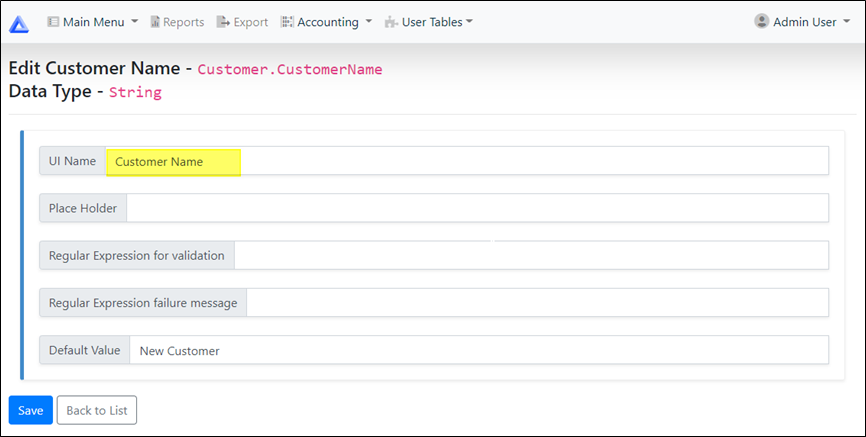 Main Menu Reports Export Accounting User Tables Admin User
Edit Customer Name - Customer.CustomerName
Data Type - String
UI Name Customer Name
Place Holder
Regular Expression for validation
Regular Expression failure message
Default Value New Customer
Save Back to List